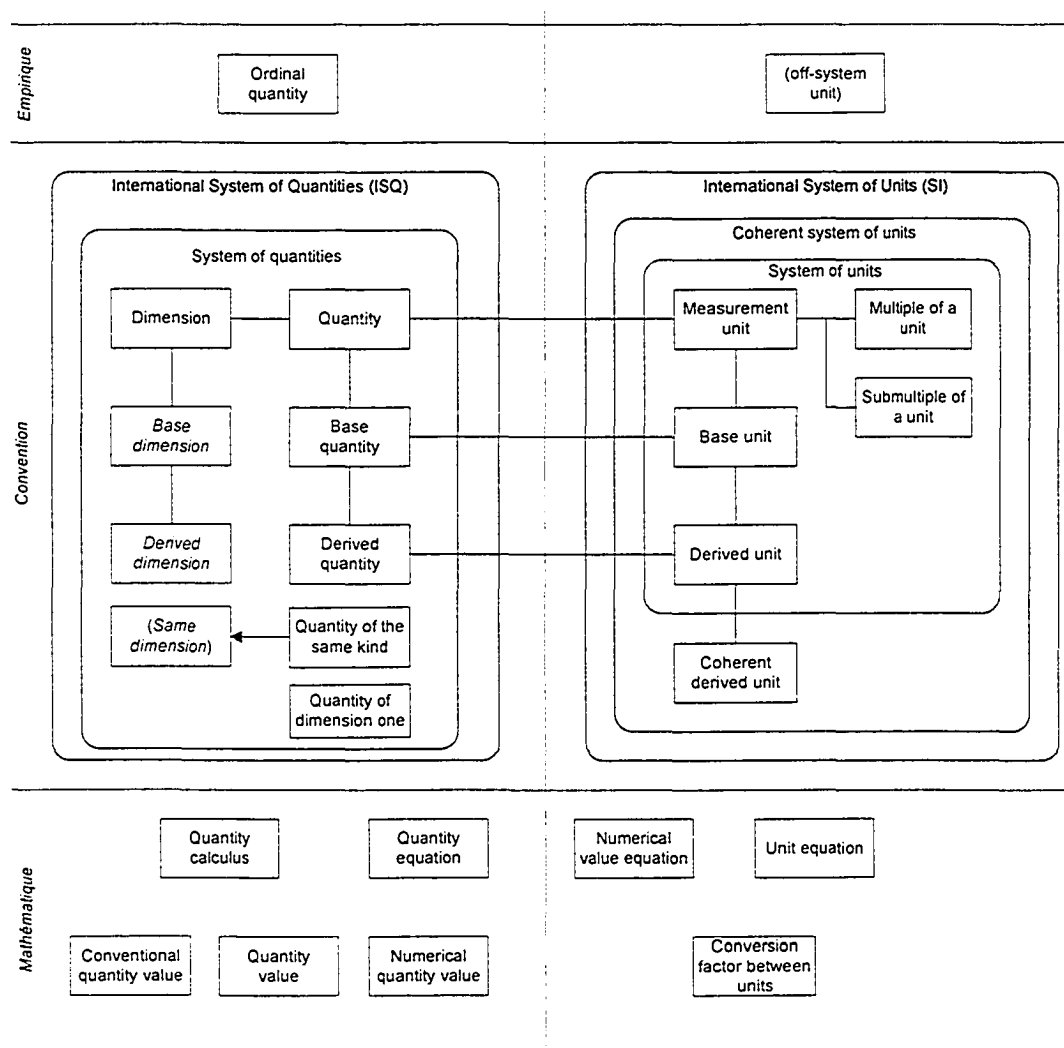 Empirique
Ordinal
quantity
(off-system
unit)
Convention
International System of Quantities (ISQ)
System of quantities
Dimension
Quantity
Base
dimension
Base
quantity
Derived
dimension
Derived
quantity
(Same
dimension)
Quantity of the
same kind
Quantity of
dimension one
International System of Units (SI)
Coherent system of units
System of units
Measurement
unit
Multiple of a
unit
Submultiple of
a unit
Base unit
Derived unit
Coherent
derived unit
Mathématique
Quantity
calculus
Quantity
equation
Numerical
value equation
Unit equation
Conventional
quantity value
Quantity
value
Numerical
quantity value
Conversion
factor between
units